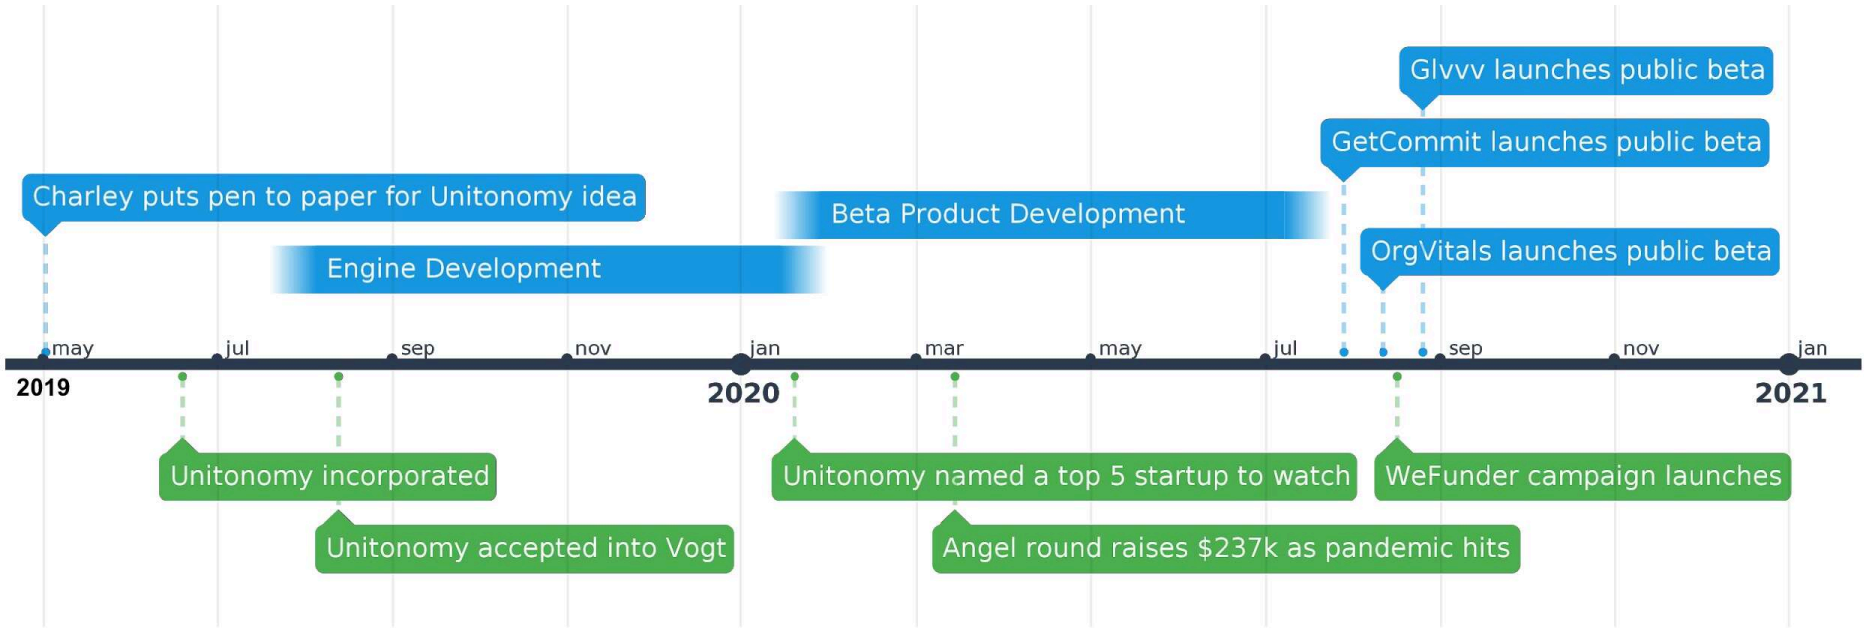 Glvvv launches public beta
GetCommit launches public beta
Charley puts pen to paper for Unitonomy idea
Beta Product Development
OrgVitals launches public beta
Engine Development
may jul sep nov jan mar may jul sep nov jan
2019 2020 2021
Unitonomy incorporated
Unitonomy named a top 5 startup to watch
WeFunder campaign launches
Unitonomy accepted into Vogt
Angel round raises $237k as pandemic hits